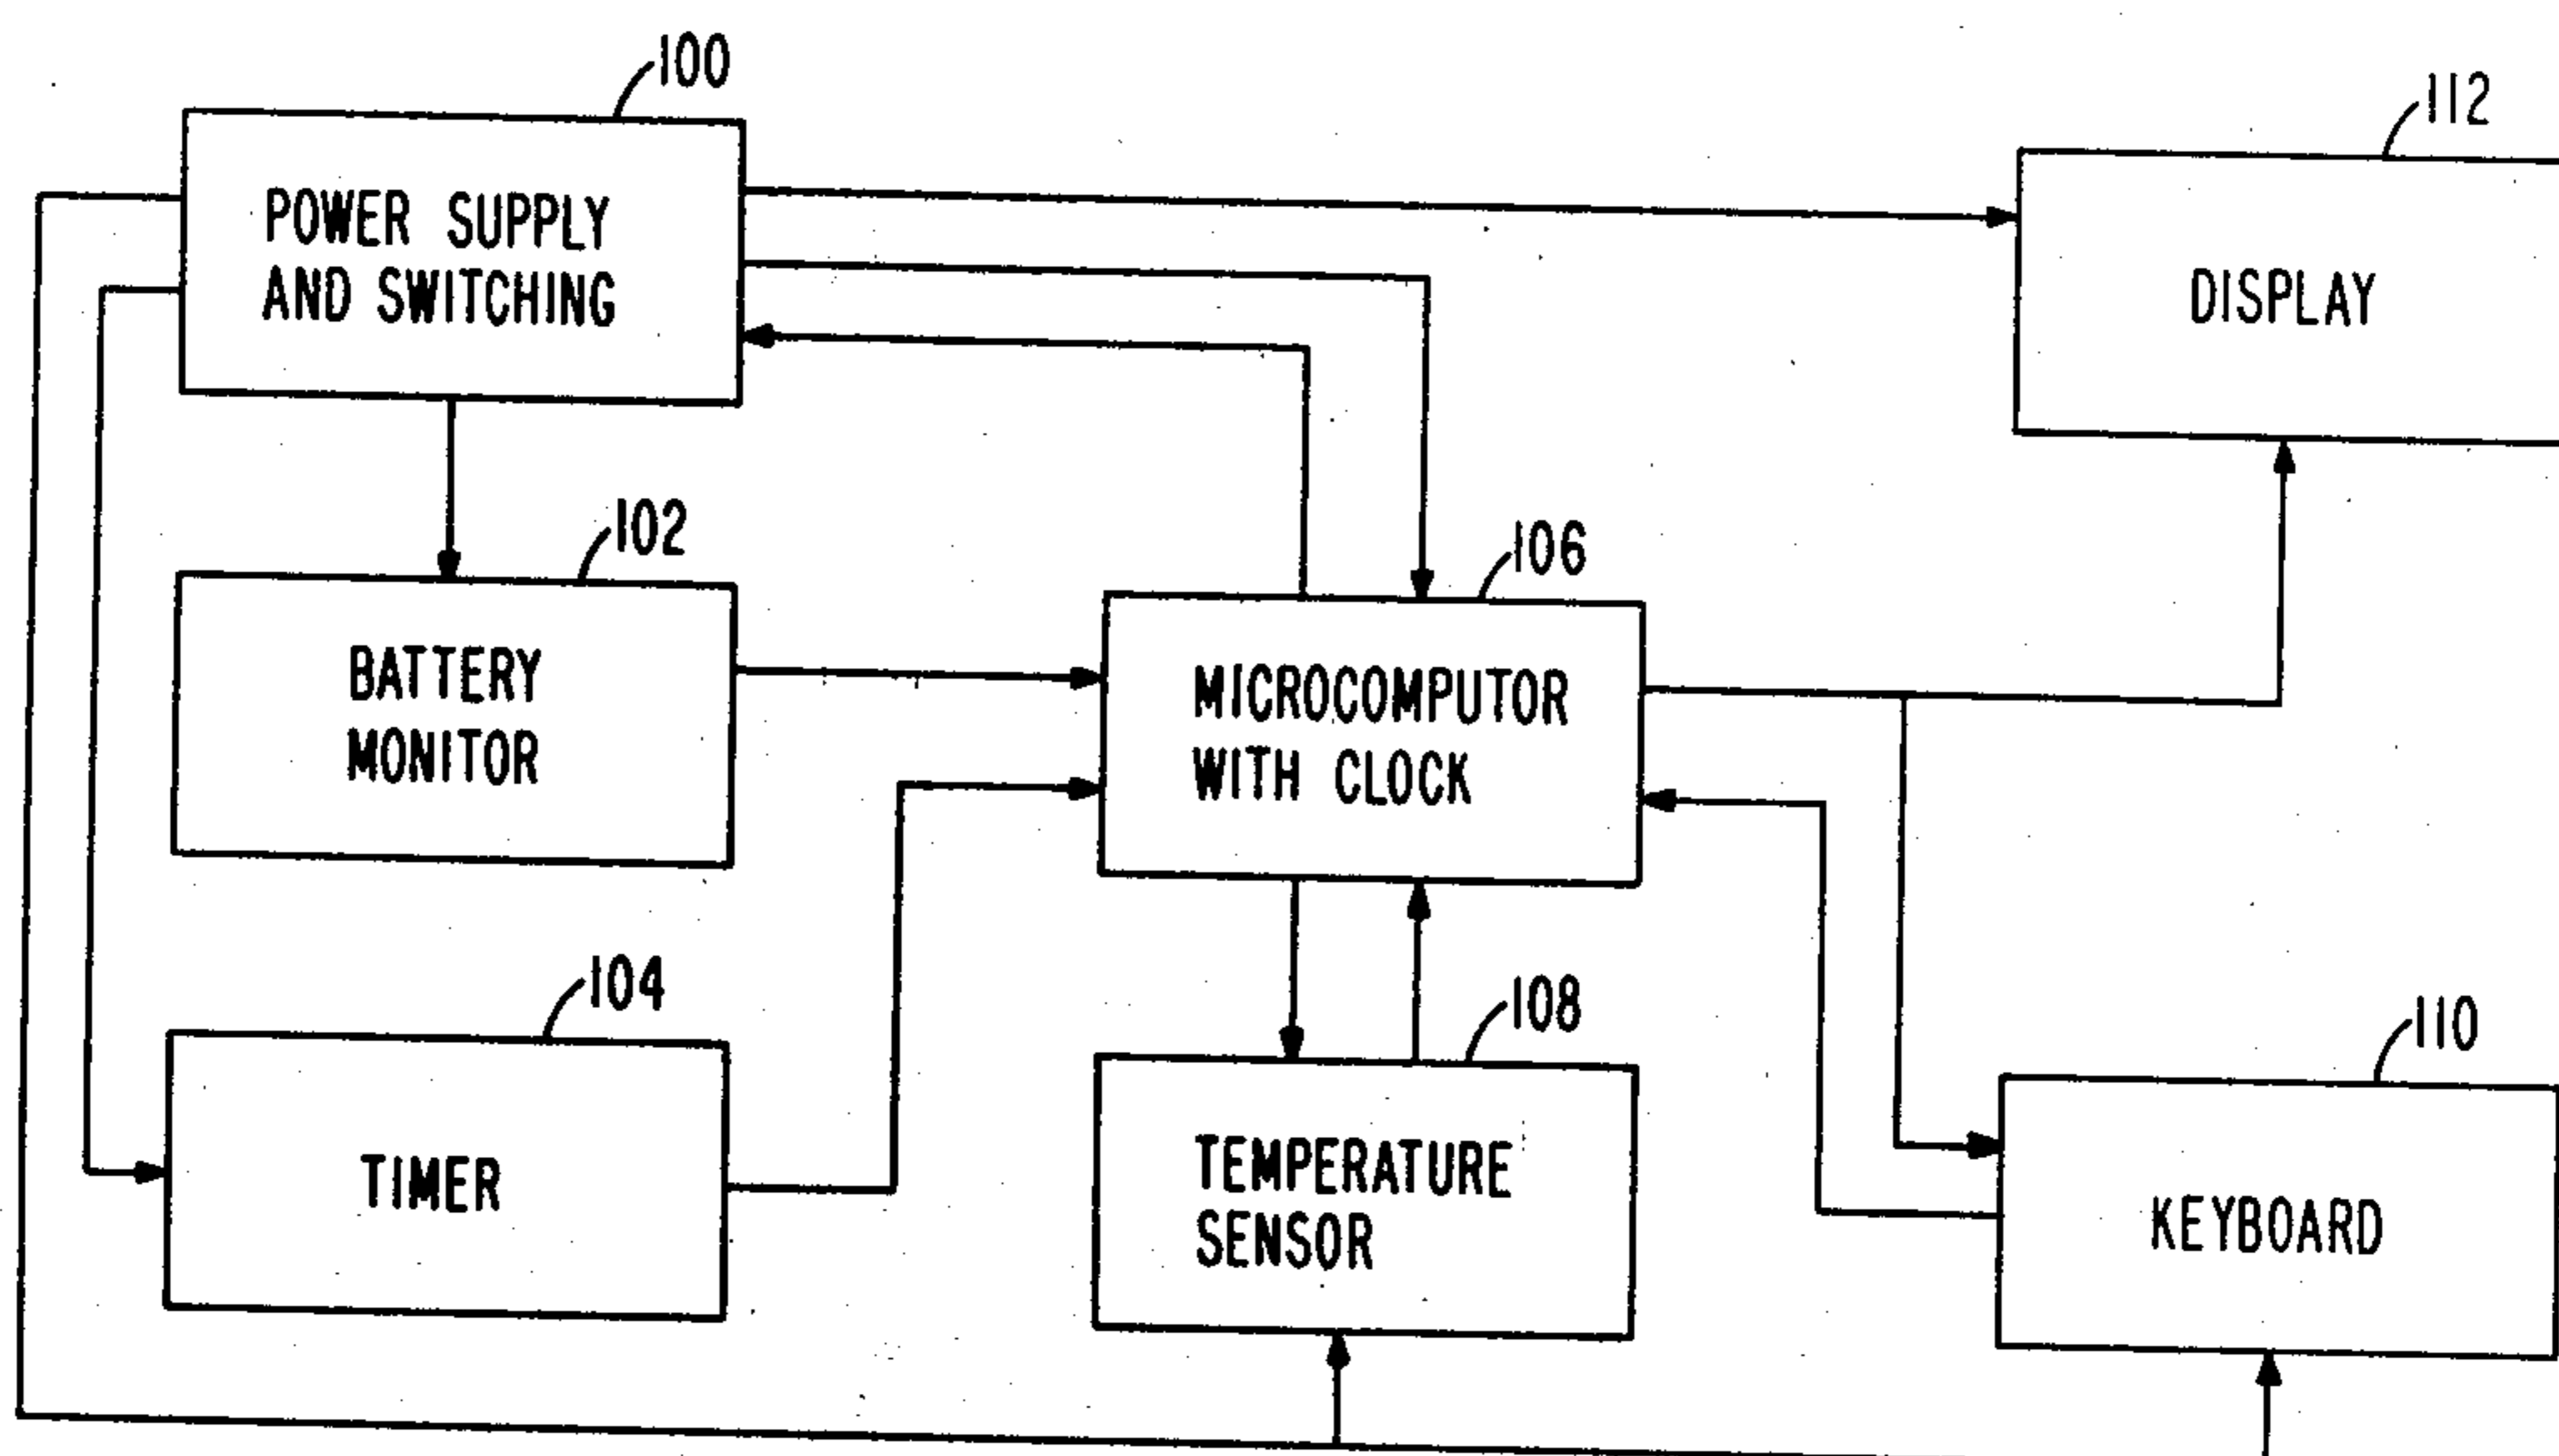 100
POWER SUPPLY
AND SWITCHING
112
DISPLAY
102
BATTERY
MONITOR
106
MICROCOMPUTOR
WITH CLOCK
104
TIMER
108
TEMPERATURE
SENSOR
110
KEYBOARD